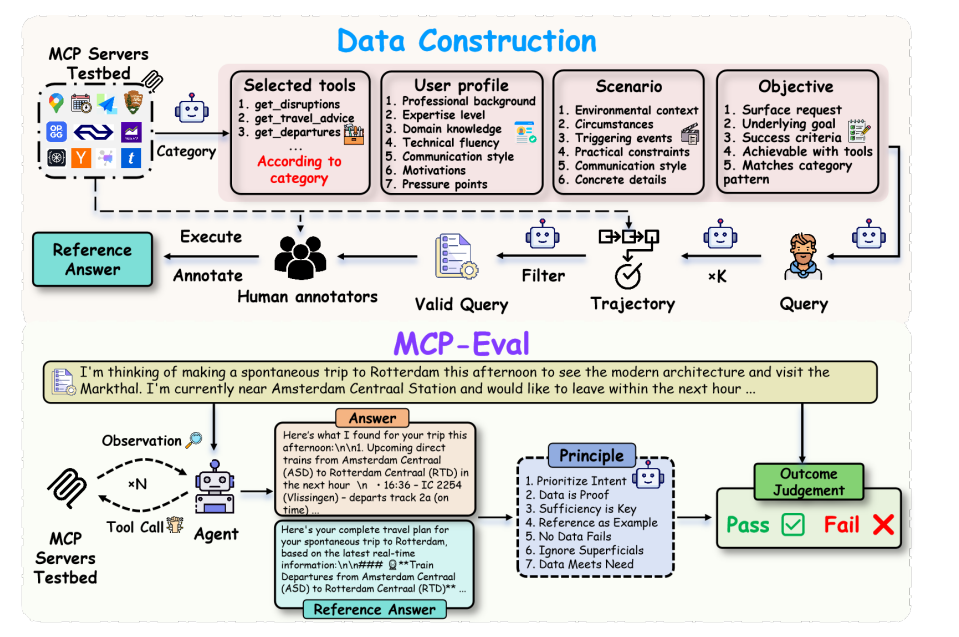 Data Construction
MCP Servers
Testbed
Category
Selected tools
1. get_disruptions
2. get_travel_advice
3. get_departures
...
According to
category
User profile
1. Professional background
2. Expertise level
3. Domain knowledge
4. Technical fluency
5. Communication style
6. Motivations
7. Pressure points
Scenario
1. Environmental context
2. Circumstances
3. Triggering events
4. Practical constraints
5. Communication style
6. Concrete details
Objective
1. Surface request
2. Underlying goal
3. Success criteria
4. Achievable with tools
5. Matches category
pattern
Reference
Answer
Execute
Annotate
Human annotators
Valid Query
Filter
Trajectory
×K
Query
MCP-Eval
I'm thinking of making a spontaneous trip to Rotterdam this afternoon to see the modern architecture and visit the
Markthal. I'm currently near Amsterdam Centraal Station and would like to leave within the next hour ...
Observation
×N
Tool Call
MCP
Servers
Testbed
Agent
Answer
Here's what I found for your trip this
afternoon:\n\n1. Upcoming direct
trains from Amsterdam Centraal
(ASD) to Rotterdam Centraal (RTD) in
the next hour \n • 16:36 – IC 2254
(Vlissingen) – departs track 2a (on
time) ...
Here's your complete travel plan for
your spontaneous trip to Rotterdam,
based on the latest real-time
information:\n\n### **Train
Departures from Amsterdam Centraal
(ASD) to Rotterdam Centraal (RTD)** ...
Reference Answer
Principle
1. Prioritize Intent
2. Data is Proof
3. Sufficiency is Key
4. Reference as Example
5. No Data Fails
6. Ignore Superficials
7. Data Meets Need
Outcome
Judgement
Pass Fail